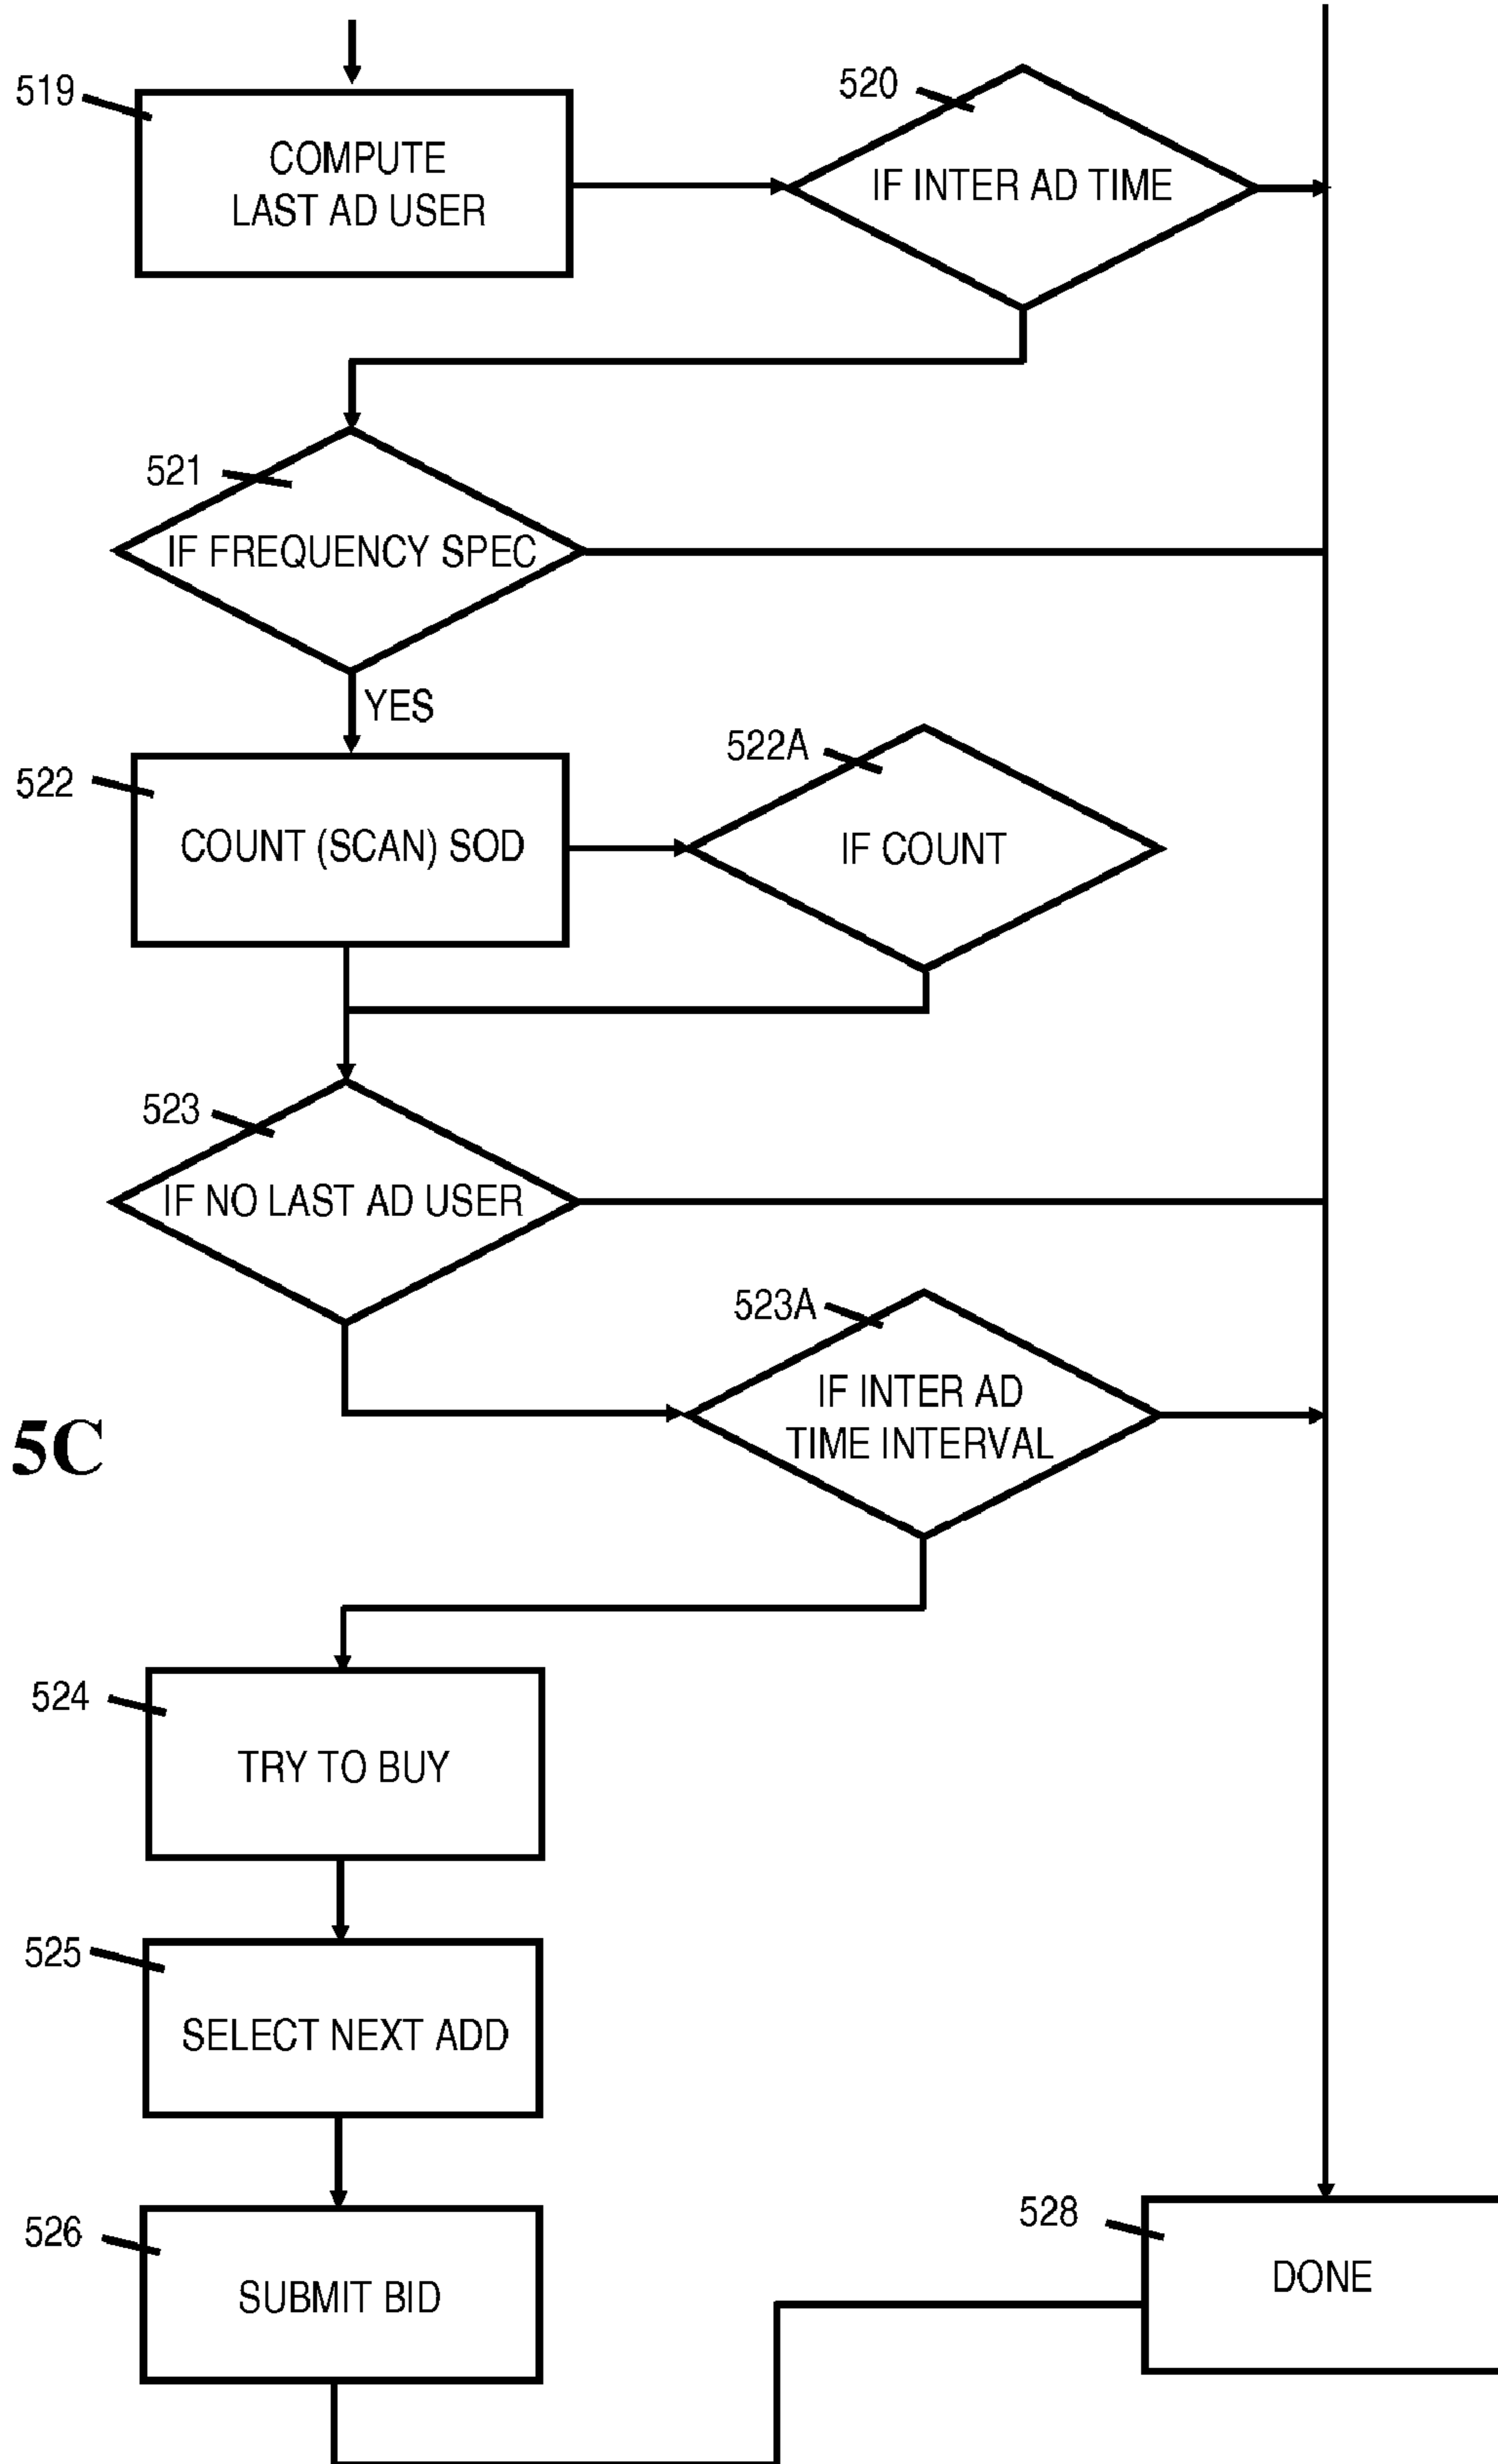 519
COMPUTE
LAST AD USER
520
IF INTER AD TIME
521
IF FREQUENCY SPEC
YES
522
COUNT (SCAN) SOD
522A
IF COUNT
523
IF NO LAST AD USER
523A
IF INTER AD
TIME INTERVAL
5C
524
TRY TO BUY
525
SELECT NEXT ADD
526
SUBMIT BID
528
DONE